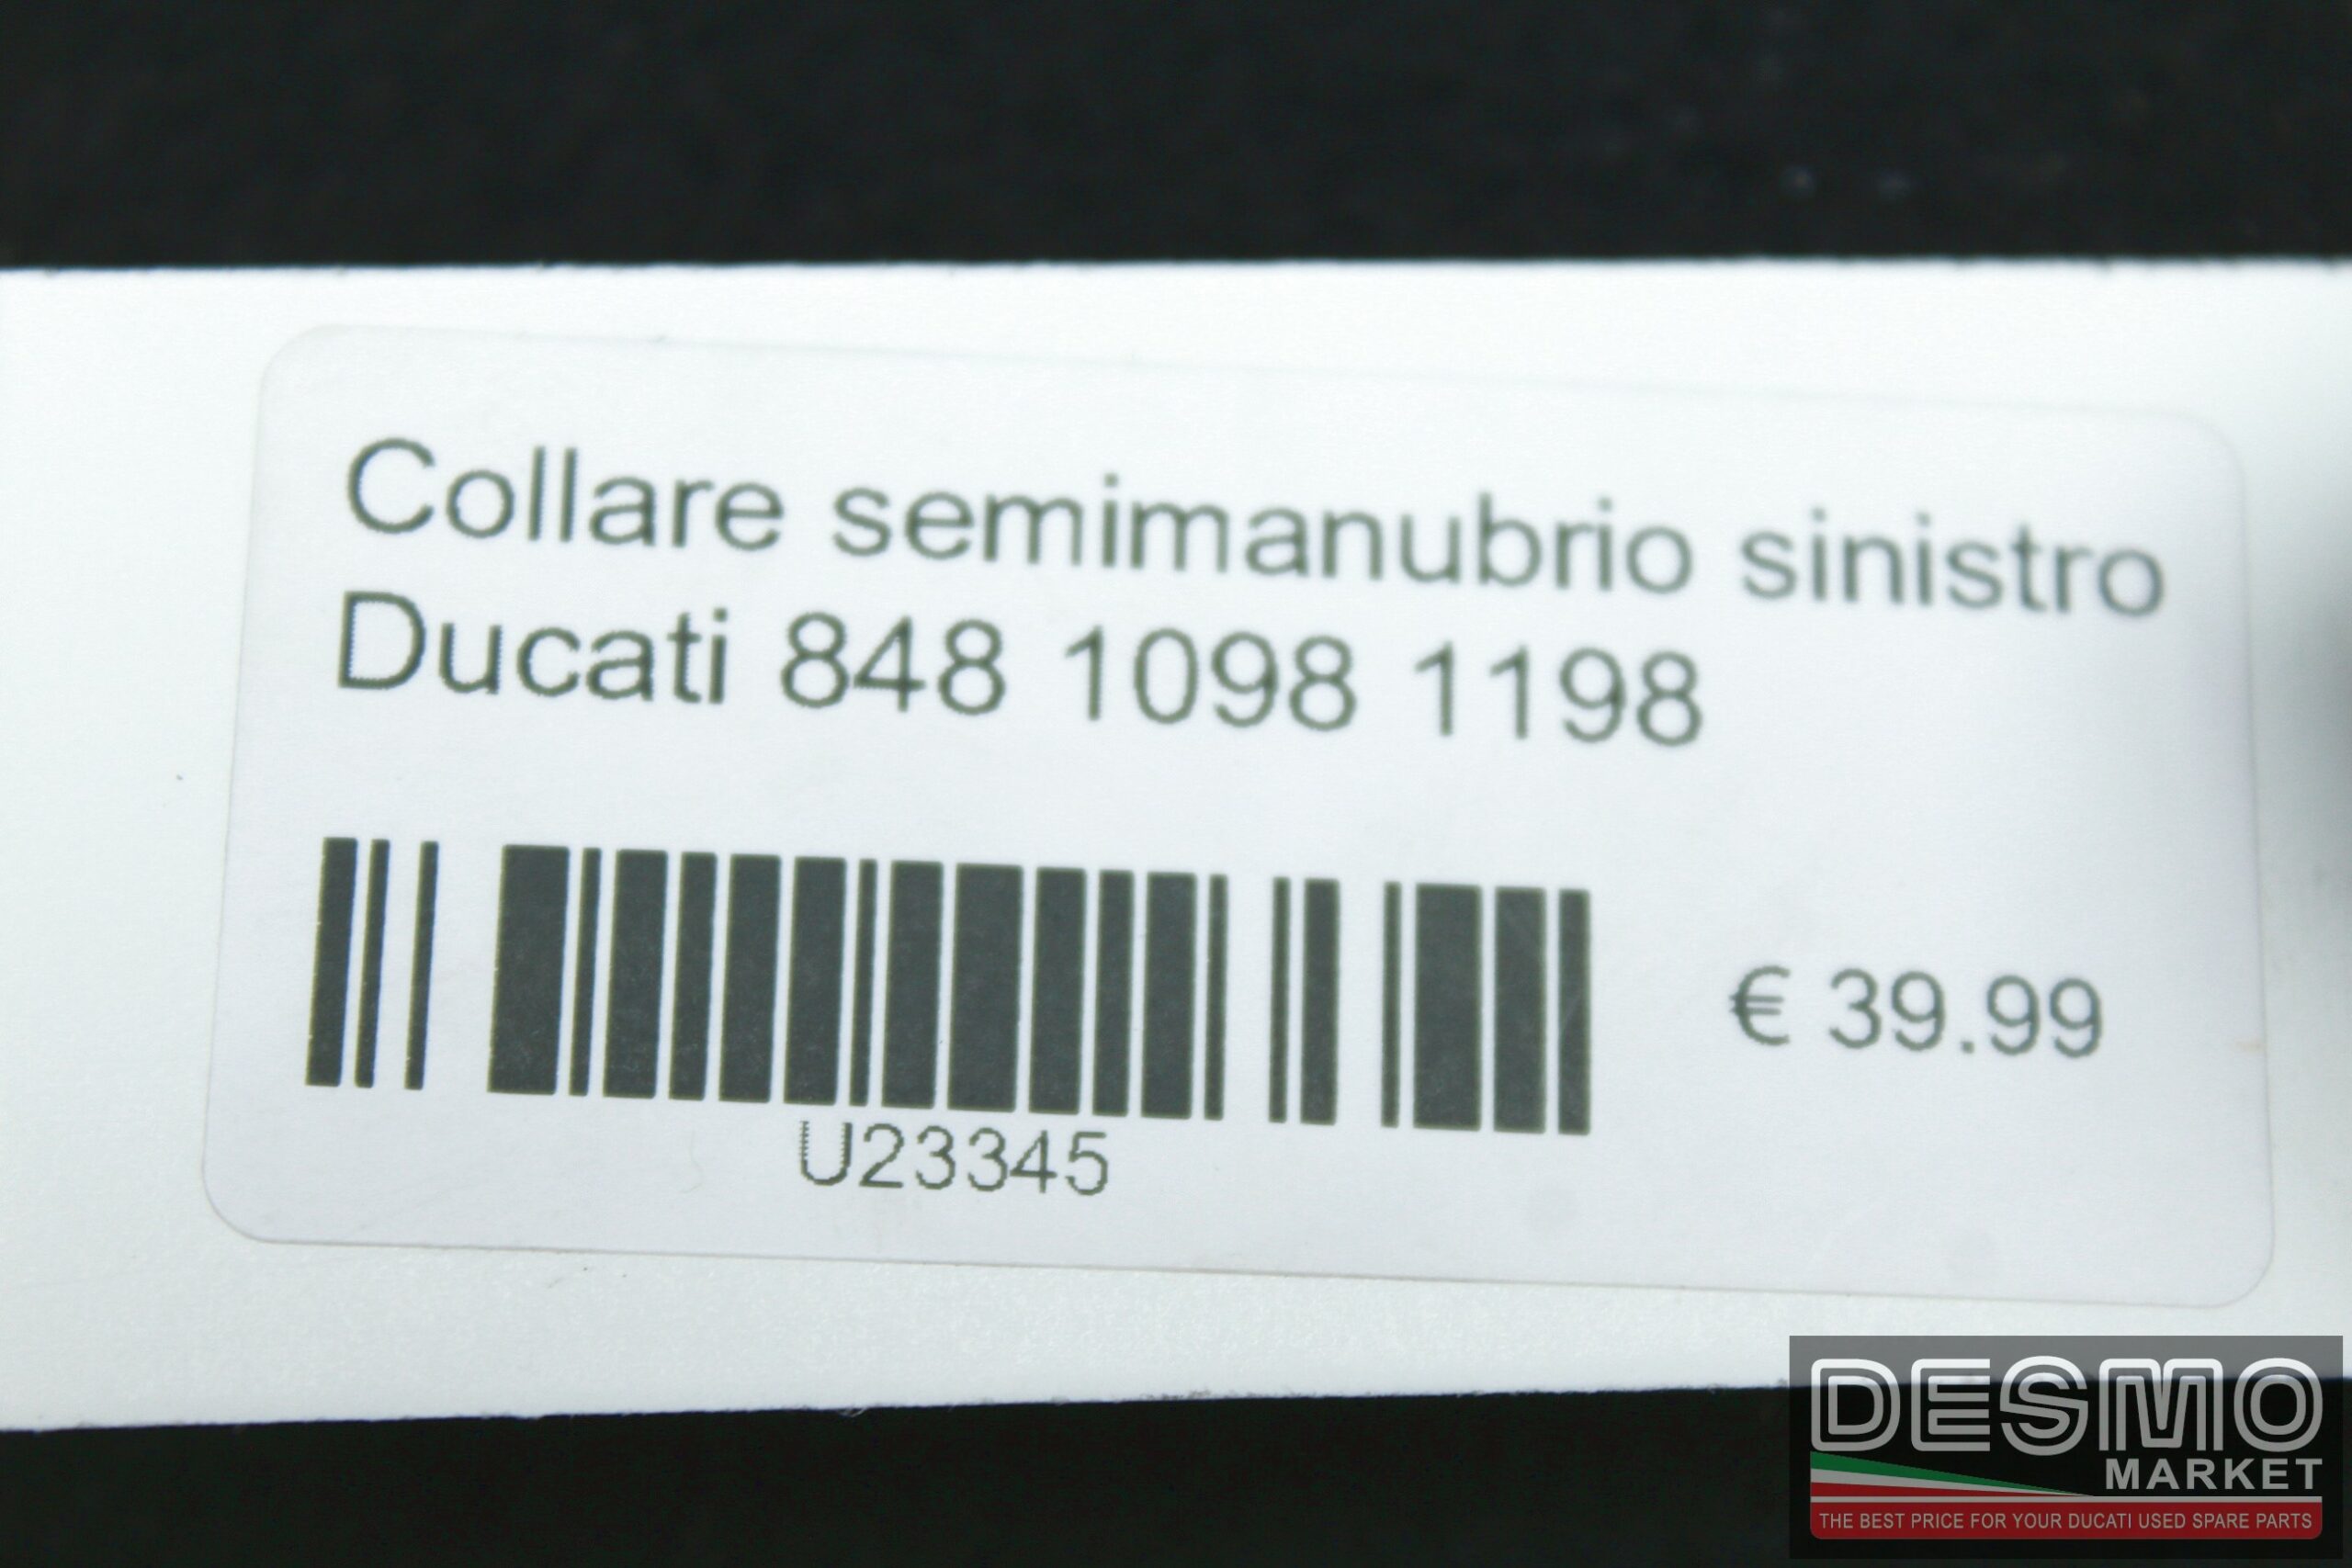 Collare semimanubrio sinistro
Ducati 848 1098 1198
€ 39.99
U23345
DESMO
MARKET
THE BEST PRICE FOR YOUR DUCATI USED SPARE PARTS